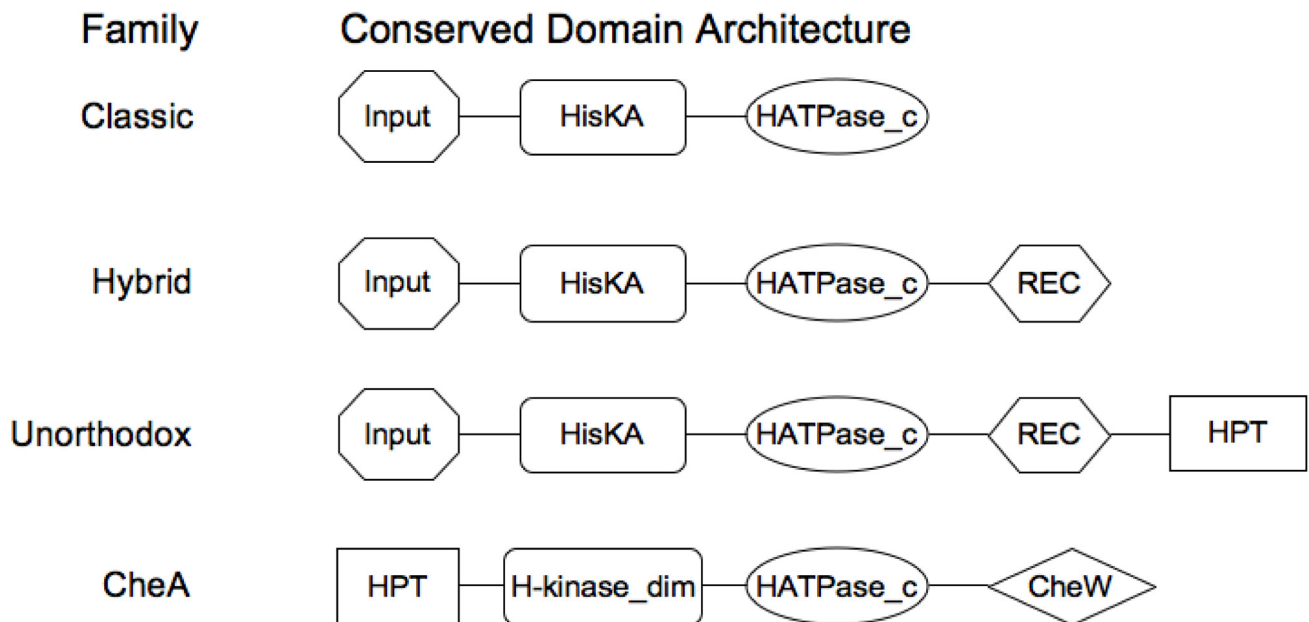 Family Conserved Domain Architecture
Classic Input HisKA HATPase_c
Hybrid Input HisKA HATPase_c REC
Unorthodox Input HisKA HATPase_c REC HPT
CheA HPT H-kinase_dim HATPase_c CheW